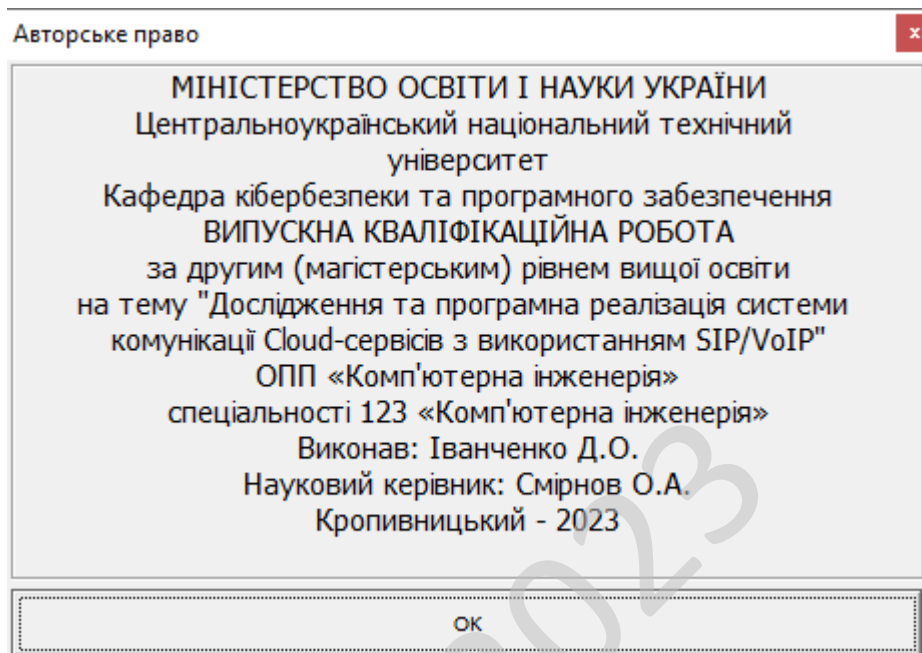 Авторське право
x
МІНІСТЕРСТВО ОСВІТИ І НАУКИ УКРАЇНИ
Центральноукраїнський національний технічний
університет
Кафедра кібербезпеки та програмного забезпечення
ВИПУСКНА КВАЛІФІКАЦІЙНА РОБОТА
за другим (магістерським) рівнем вищої освіти
на тему "Дослідження та програмна реалізація системи
комунікації Cloud-сервісів з використанням SIP/VoIP"
ОПП «Комп'ютерна інженерія»
спеціальності 123 «Комп'ютерна інженерія»
Виконав: Іванченко Д.О.
Науковий керівник: Смірнов О.А.
Кропивницький - 2023
2023
ОК